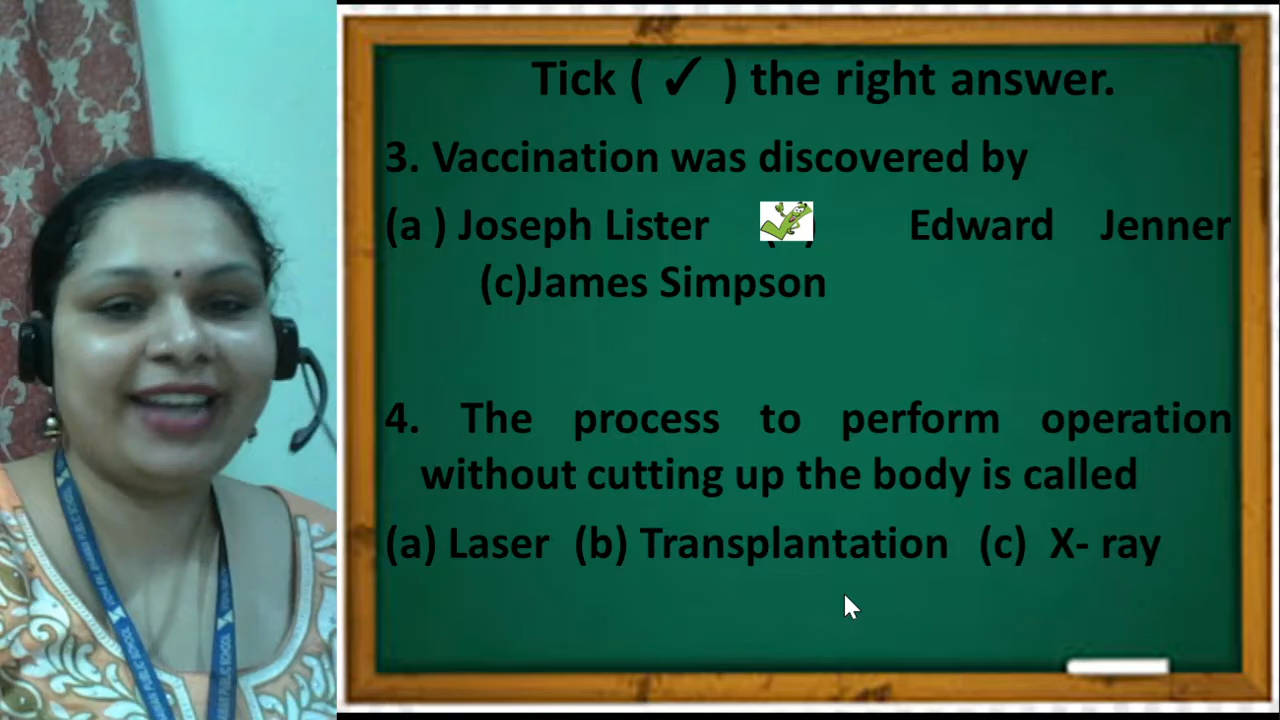 Tick ( ✓ ) the right answer.
3. Vaccination was discovered by
(a ) Joseph Lister Edward Jenner
(c)James Simpson
4. The process to perform operation
without cutting up the body is called
(a) Laser (b) Transplantation (c) X- ray